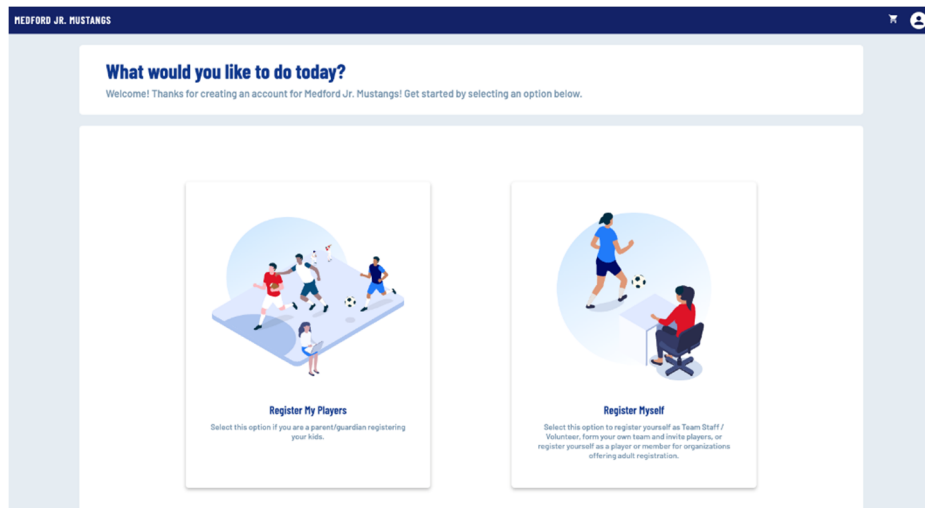 MEDFORD JR. MUSTANGS
What would you like to do today?
Welcome! Thanks for creating an account for Medford Jr. Mustangs! Get started by selecting an option below.
Register My Players
Select this option if you are a parent/guardian registering
your kids.
Register Myself
Select this option to register yourself as Team Staff /
Volunteer, form your own team and invite players, or
register yourself as a player or member for organizations
offering adult registration.